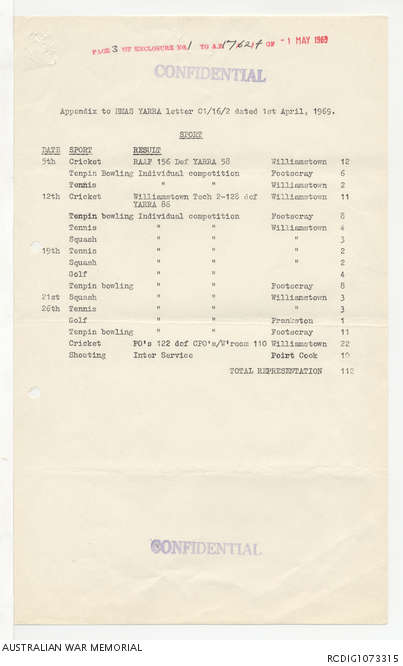 PAGE 3 OF ENCLOSURE No. 1 TO A.F. 1/62/4 OF -1 MAY 1969
CONFIDENTIAL
Appendix to HMAS YARRA letter 01/16/2 dated 1st April, 1969.
SPORT
DATE SPORT RESULT
5th Cricket RAAF 156 Def YARRA 58 Williamstown 12
Tenpin Bowling Individual competition Footscray 6
Tennis " " Williamstown 2
12th Cricket Williamstown Tech 2-128 def Williamstown 11
YARRA 86
Tenpin bowling Individual competition Footscray 8
Tennis " " Williamstown 4
Squash " " " 3
19th Tennis " " " 2
Squash " " " 2
Golf " " 4
Tenpin bowling " " Footscray 8
21st Squash " " Williamstown 3
26th Tennis " " " 3
Golf " " Frankston 1
Tenpin bowling " " Footscray 11
Cricket PO's 122 def CPO's/W'room 110 Williamstown 22
Shooting Inter Service Point Cook 10
TOTAL REPRESENTATION 112
CONFIDENTIAL
AUSTRALIAN WAR MEMORIAL RCDIG1073315